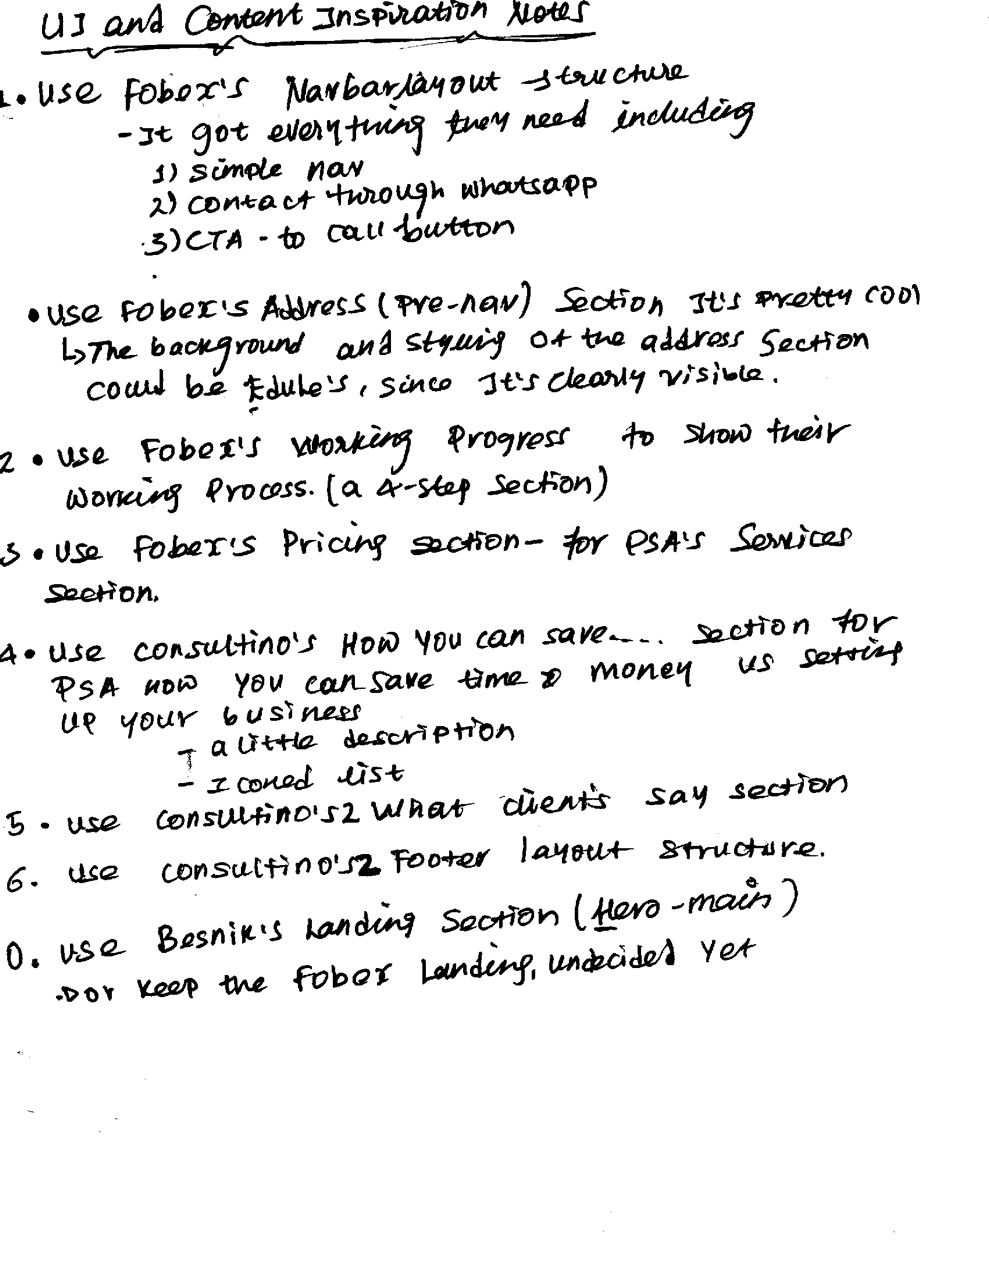 UI and Content Inspiration Notes
1. Use Fobex's Navbar layout structure
- It got everything they need including
1) simple nav
2) contact through whatsapp
3) CTA - to call button
• Use Fobex's Address (Pre-nav) Section It's pretty cool
↳ The background and styling of the address Section
could be Edule's, since It's clearly visible.
2 • Use Fobex's Working Progress to show their
Working Process. (a 4-step section)
3 • Use Fobex's Pricing section - for PSA's Services
Section.
4 • Use consultino's How You can save.... section for
PSA how you can save time & money us setting
up your business
- a little description
- Iconed list
5 • use consultino's2 What client's say section
6. Use consultino's2 Footer layout structure.
0. Use Besnik's Landing Section (Hero-main)
or Keep the Fobex Landing, undecided Yet